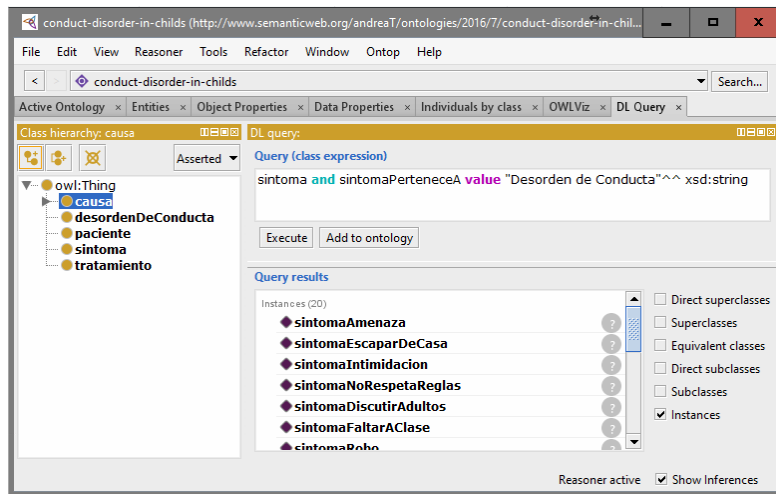 conduct-disorder-in-childs (http://www.semanticweb.org/andreaT/ontologies/2016/7/conduct-disorder-in-chil...
File Edit View Reasoner Tools Refactor Window Ontop Help
< > conduct-disorder-in-childs Search...
Active Ontology × Entities × Object Properties × Data Properties × Individuals by class × OWLViz × DL Query ×
Class hierarchy: causa
Asserted
owl:Thing
causa
desordenDeConducta
paciente
sintoma
tratamiento
DL query:
Query (class expression)
sintoma and sintomaPerteneceA value "Desorden de Conducta"^^ xsd:string
Execute Add to ontology
Query results
Instances (20)
sintomaAmenaza ?
sintomaEscaparDeCasa ?
sintomaIntimidacion ?
sintomaNoRespetaReglas ?
sintomaDiscutirAdultos ?
sintomaFaltarAClase ?
sintomaRobo
Direct superclasses
Superclasses
Equivalent classes
Direct subclasses
Subclasses
Instances
Reasoner active Show Inferences